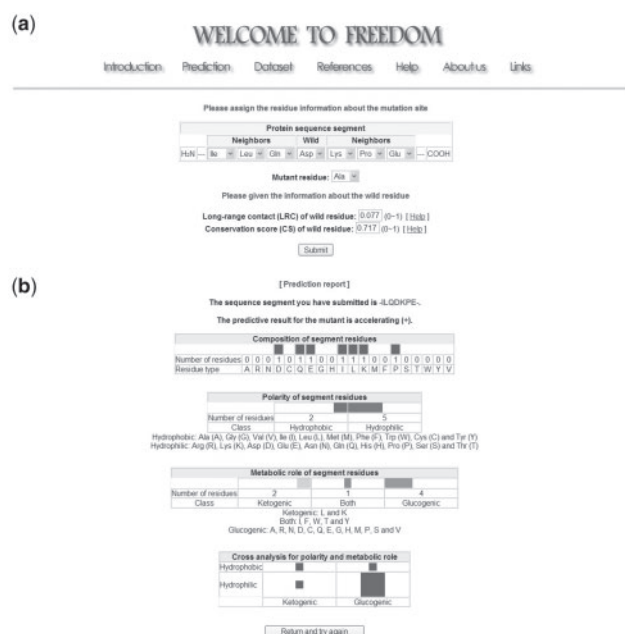 (a)
WELCOME TO FREEDOM
Introduction Prediction Dataset References Help About us Links
Please assign the residue information about the mutation site
Protein sequence segment
Neighbors Wild Neighbors
H₂N --- Ile Leu Gln Asp Lys Pro Glu --- COOH
Mutant residue: Ala
Please given the information about the wild residue
Long-range contact (LRC) of wild residue: 0.077 (0~1) [ Help ]
Conservation score (CS) of wild residue: 0.717 (0~1) [ Help ]
Submit
(b)
[ Prediction report ]
The sequence segment you have submitted is -ILQDKPE-.
The predictive result for the mutant is accelerating (+).
Composition of segment residues
Number of residues 0 0 0 1 0 1 1 0 0 1 1 1 0 0 1 0 0 0 0 0
Residue type A R N D C Q E G H I L K M F P S T W Y V
Polarity of segment residues
Number of residues 2 5
Class Hydrophobic Hydrophilic
Hydrophobic: Ala (A), Gly (G), Val (V), Ile (I), Leu (L), Met (M), Phe (F), Trp (W), Cys (C) and Tyr (Y)
Hydrophilic: Arg (R), Lys (K), Asp (D), Glu (E), Asn (N), Gln (Q), His (H), Pro (P), Ser (S) and Thr (T)
Metabolic role of segment residues
Number of residues 2 1 4
Class Ketogenic Both Glucogenic
Ketogenic: L and K
Both: I, F, W, T and Y
Glucogenic: A, R, N, D, C, Q, E, G, H, M, P, S and V
Cross analysis for polarity and metabolic role
Hydrophobic
Hydrophilic
Ketogenic Glucogenic
Return and try again